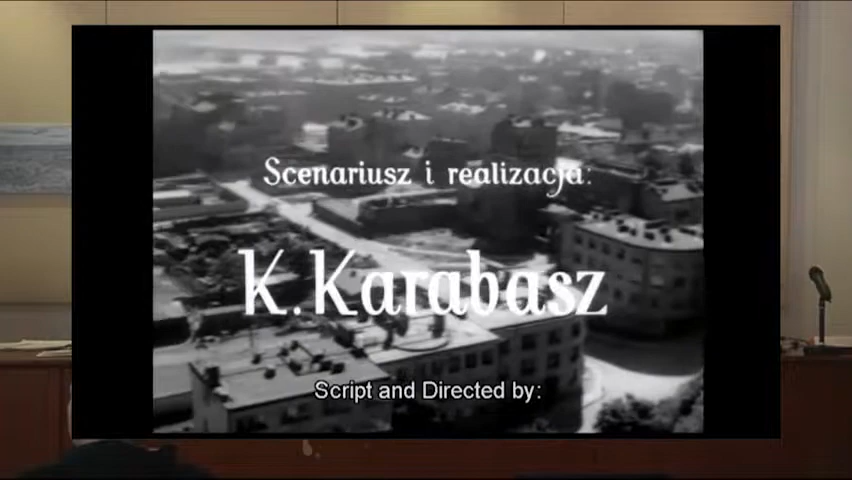 Scenariusz i realizacja:
K. Karabasz
Script and Directed by: